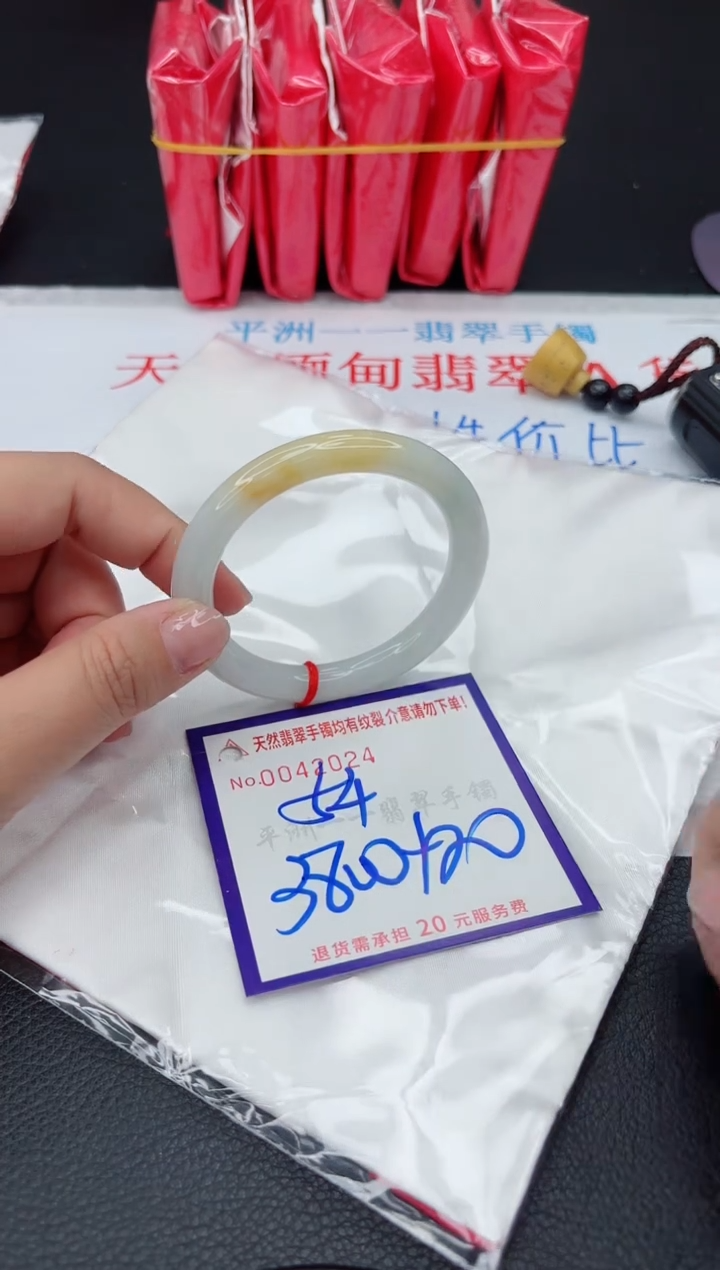 平洲一一翡翠手镯
天 缅甸翡翠A货
性价比
天然翡翠手镯均有纹裂介意请勿下单!
No.0042024
54
平洲一一翡翠手镯
3800+20
退货需承担 20 元服务费